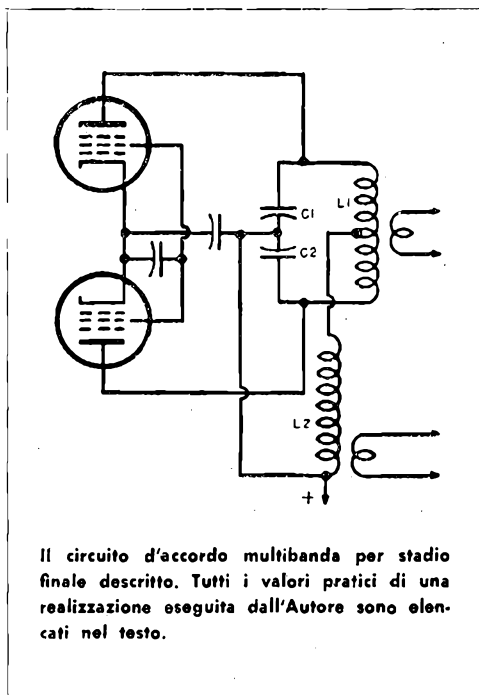 C1
L1
C2
L2
+
Il circuito d'accordo multibanda per stadio
finale descritto. Tutti i valori pratici di una
realizzazione eseguita dall'Autore sono elen-
cati nel testo.